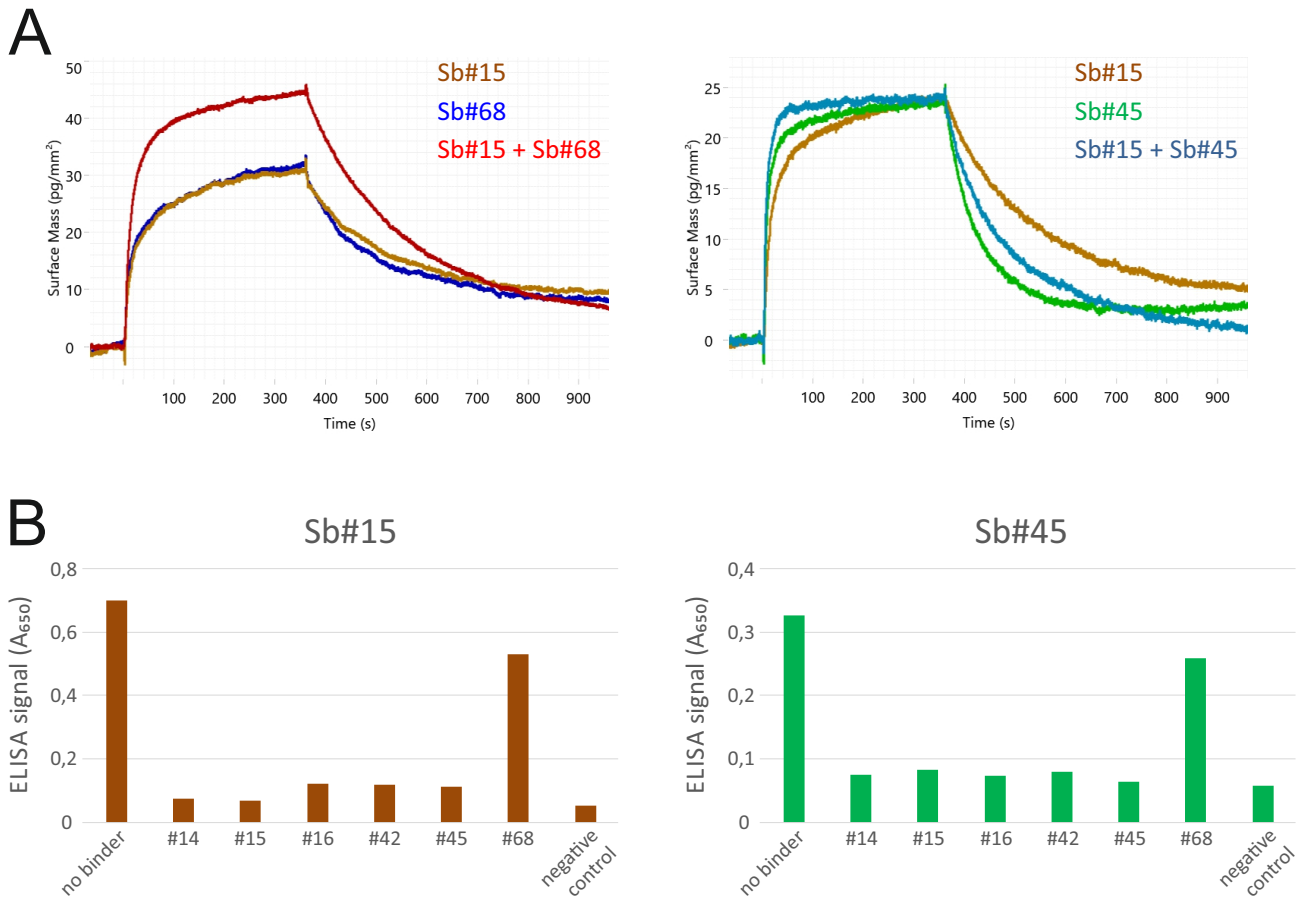 A
50
40
30
20
10
0
Surface Mass (pg/mm²)
100 200 300 400 500 600 700 800 900
Time (s)
Sb#15
Sb#68
Sb#15 + Sb#68
25
20
15
10
5
0
Surface Mass (pg/mm²)
100 200 300 400 500 600 700 800 900
Time (s)
Sb#15
Sb#45
Sb#15 + Sb#45
B
Sb#15
0,8
0,6
0,4
0,2
0
ELISA signal (A₆₅₀)
no binder #14 #15 #16 #42 #45 #68 negative
control
Sb#45
0,4
0,3
0,2
0,1
0
ELISA signal (A₆₅₀)
no binder #14 #15 #16 #42 #45 #68 negative
control